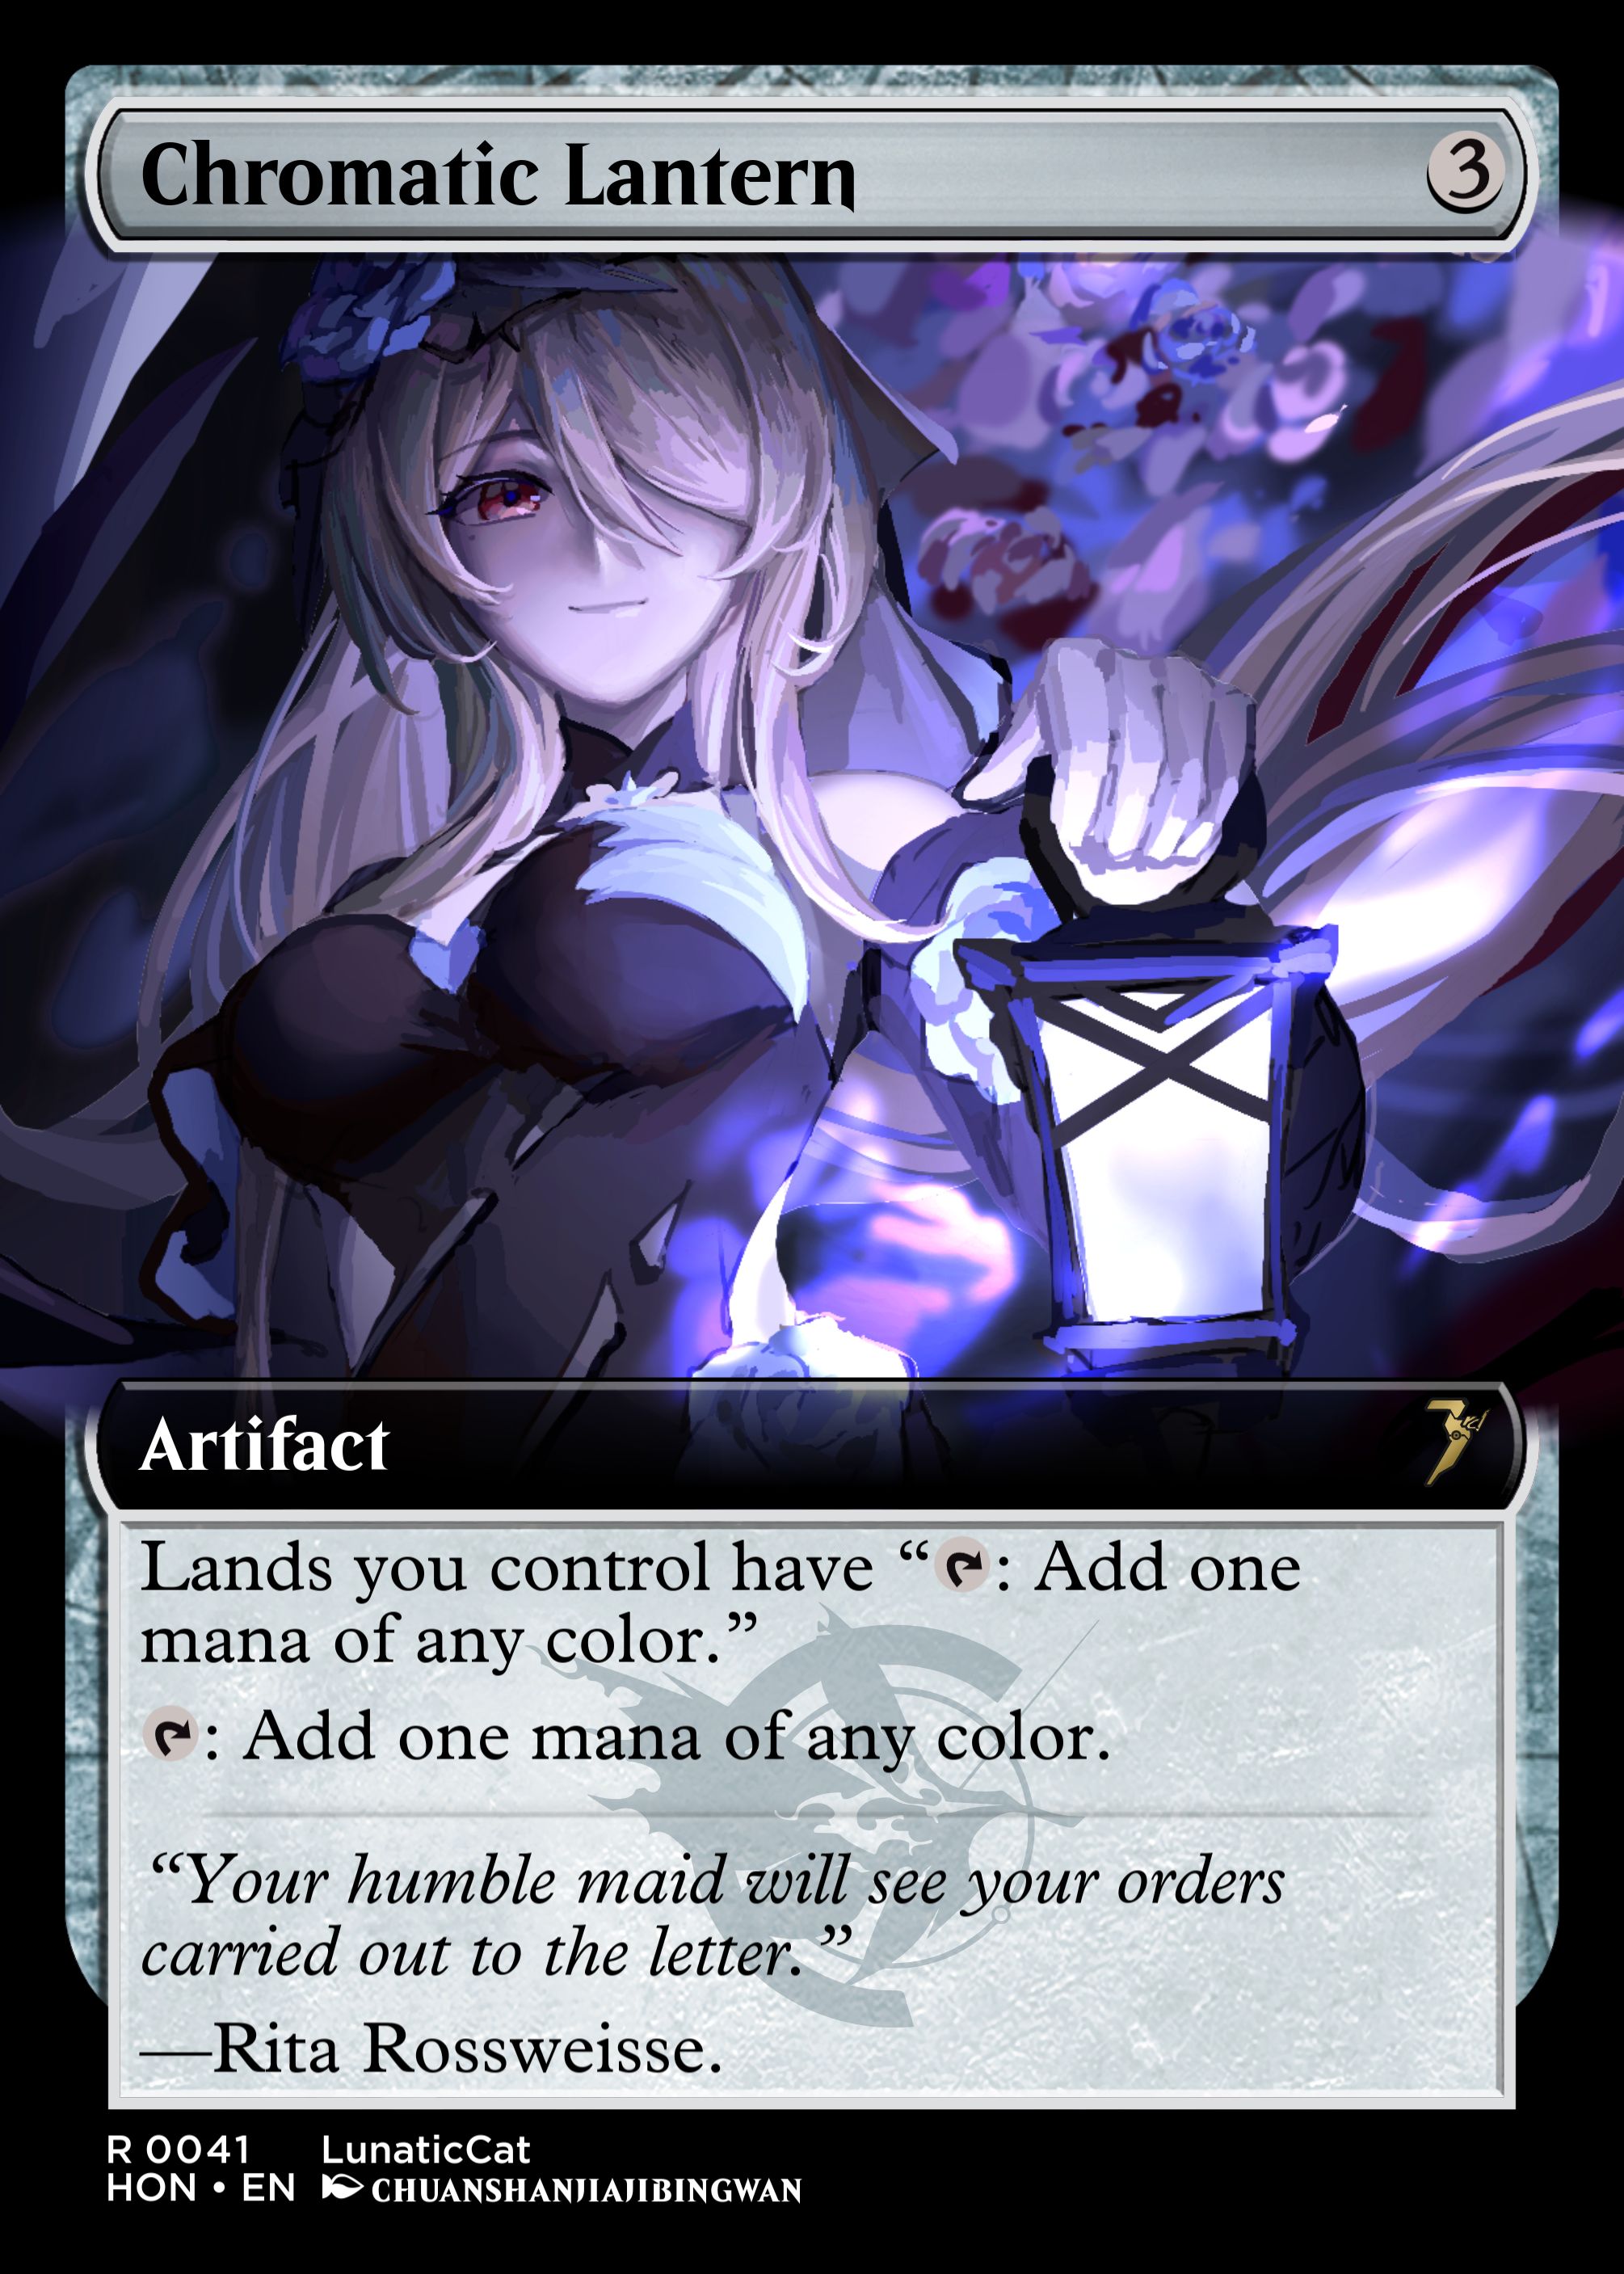 Chromatic Lantern
3
Artifact
3rd
Lands you control have “: Add one
mana of any color.”
: Add one mana of any color.
“Your humble maid will see your orders
carried out to the letter.”
—Rita Rossweisse.
R 0041 LunaticCat
HON • EN CHUANSHANJIAJIBINGWAN